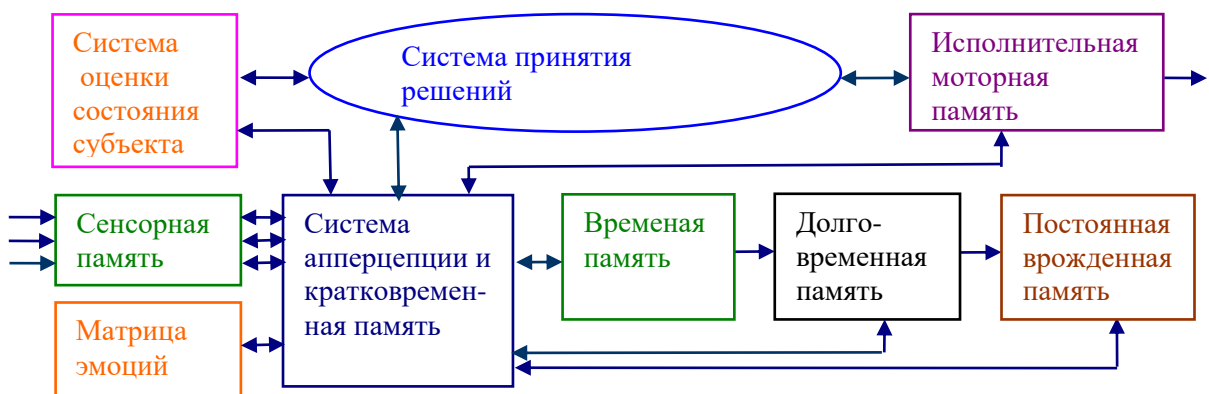 Система
оценки
состояния
субъекта
Система принятия
решений
Исполнительная
моторная
память
Сенсорная
память
Система
апперцепции и
кратковремен-
ная память
Временая
память
Долго-
временная
память
Постоянная
врожденная
память
Матрица
эмоций